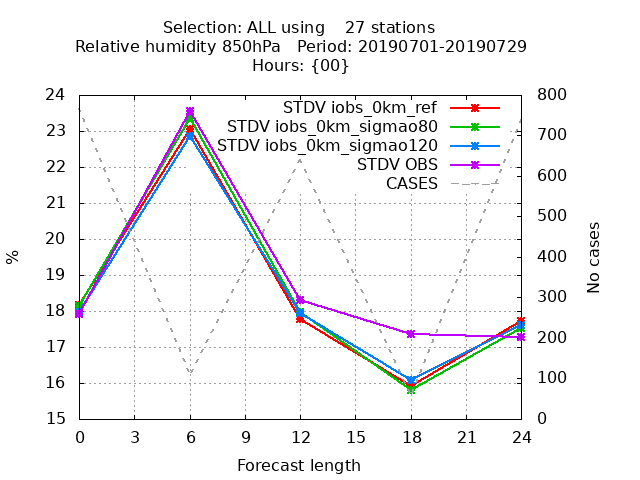 Selection: ALL using    27 stations
Relative humidity 850hPa   Period: 20190701-20190729
Hours: {00}
24
23
22
21
20
19
18
17
16
15
%
STDV iobs_0km_ref
STDV iobs_0km_sigmao80
STDV iobs_0km_sigmao120
STDV OBS
CASES
800
700
600
500
400
300
200
100
0
No cases
0 3 6 9 12 15 18 21 24
Forecast length